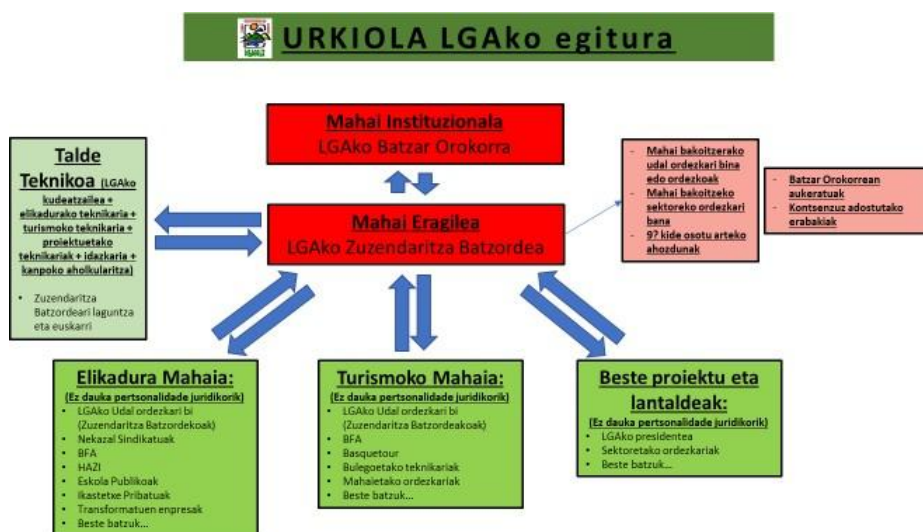 URKIOLA LGAko egitura
Mahai Instituzionala
LGAko Batzar Orokorra
Talde
Teknikoa (LGAko
kudeatzailea +
elikadurako teknikaria +
turismoko teknikaria +
proiektuetako
teknikariak + idazkaria +
kanpoko aholkularitza)
• Zuzendaritza
Batzordeari laguntza
eta euskarri
Mahai Eragilea
LGAko Zuzendaritza Batzordea
- Mahai bakoitzerako
udal ordezkari bina
edo ordezkoak
- Mahai bakoitzeko
sektoreko ordezkari
bana
- 9? kide osotu arteko
ahozdunak
- Batzar Orokorrean
aukeratuak
- Kontsenzuz adostutako
erabakiak
Elikadura Mahaia:
(Ez dauka pertsonalidade juridikorik)
• LGAko Udal ordezkari bi
(Zuzendaritza Batzordekoak)
• Nekazal Sindikatuak
• BFA
• HAZI
• Eskola Publikoak
• Ikastetxe Pribatuak
• Transformatuen enpresak
• Beste batzuk...
Turismoko Mahaia:
(Ez dauka pertsonalidade juridikorik)
• LGAko Udal ordezkari bi
(Zuzendaritza Batzordeakoak)
• BFA
• Basquetour
• Bulegoetako teknikariak
• Mahaietako ordezkariak
• Beste batzuk...
Beste proiektu eta
lantaldeak:
(Ez dauka pertsonalidade juridikorik)
• LGAko presidentea
• Sektoretako ordezkariak
• Beste batzuk...